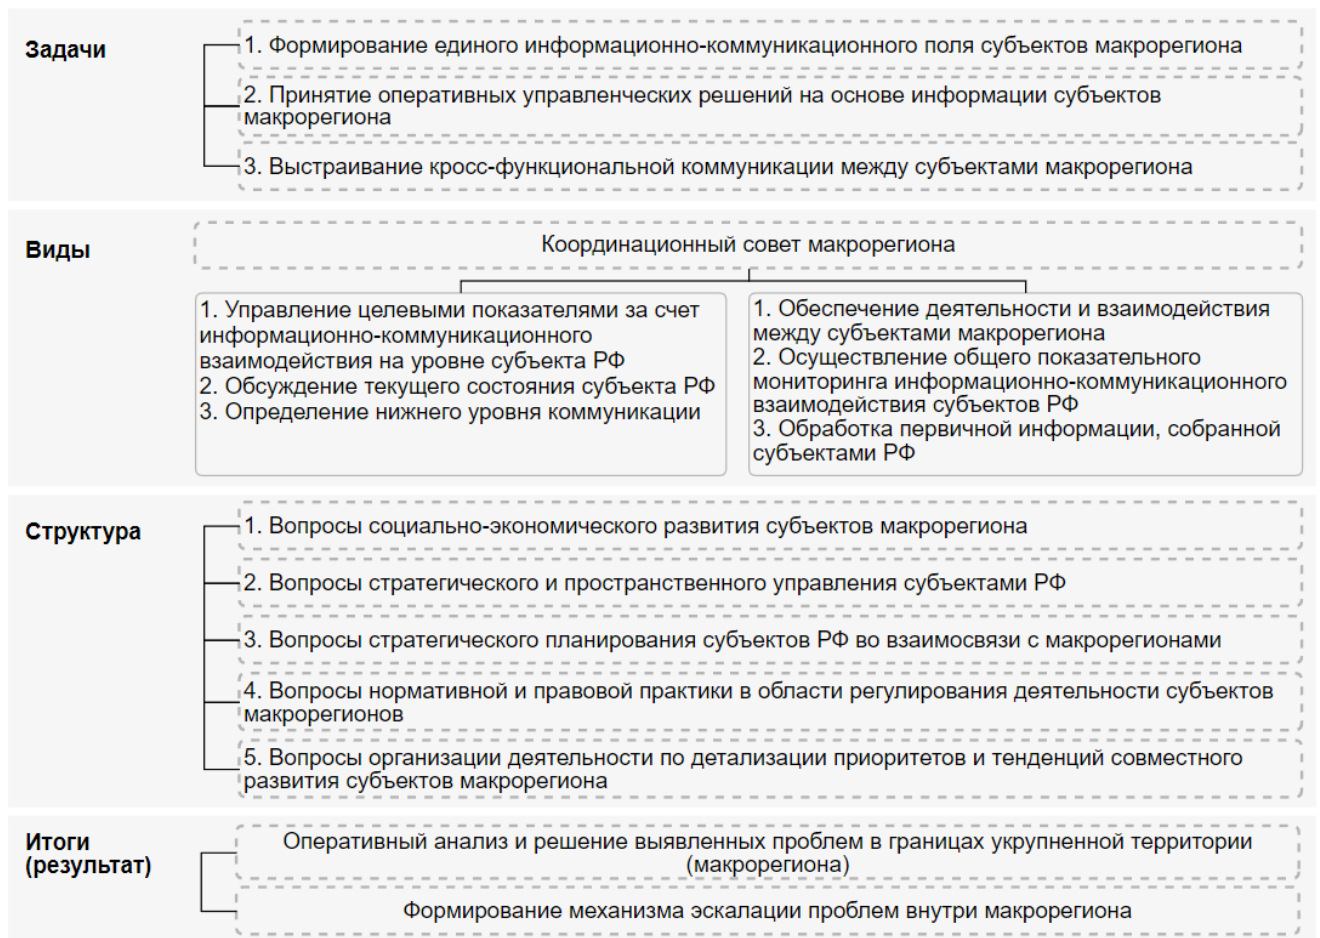 Задачи
1. Формирование единого информационно-коммуникационного поля субъектов макрорегиона
2. Принятие оперативных управленческих решений на основе информации субъектов
макрорегиона
3. Выстраивание кросс-функциональной коммуникации между субъектами макрорегиона
Виды
Координационный совет макрорегиона
1. Управление целевыми показателями за счет
информационно-коммуникационного
взаимодействия на уровне субъекта РФ
2. Обсуждение текущего состояния субъекта РФ
3. Определение нижнего уровня коммуникации
1. Обеспечение деятельности и взаимодействия
между субъектами макрорегиона
2. Осуществление общего показательного
мониторинга информационно-коммуникационного
взаимодействия субъектов РФ
3. Обработка первичной информации, собранной
субъектами РФ
Структура
1. Вопросы социально-экономического развития субъектов макрорегиона
2. Вопросы стратегического и пространственного управления субъектами РФ
3. Вопросы стратегического планирования субъектов РФ во взаимосвязи с макрорегионами
4. Вопросы нормативной и правовой практики в области регулирования деятельности субъектов
макрорегионов
5. Вопросы организации деятельности по детализации приоритетов и тенденций совместного
развития субъектов макрорегиона
Итоги
(результат)
Оперативный анализ и решение выявленных проблем в границах укрупненной территории
(макрорегиона)
Формирование механизма эскалации проблем внутри макрорегиона